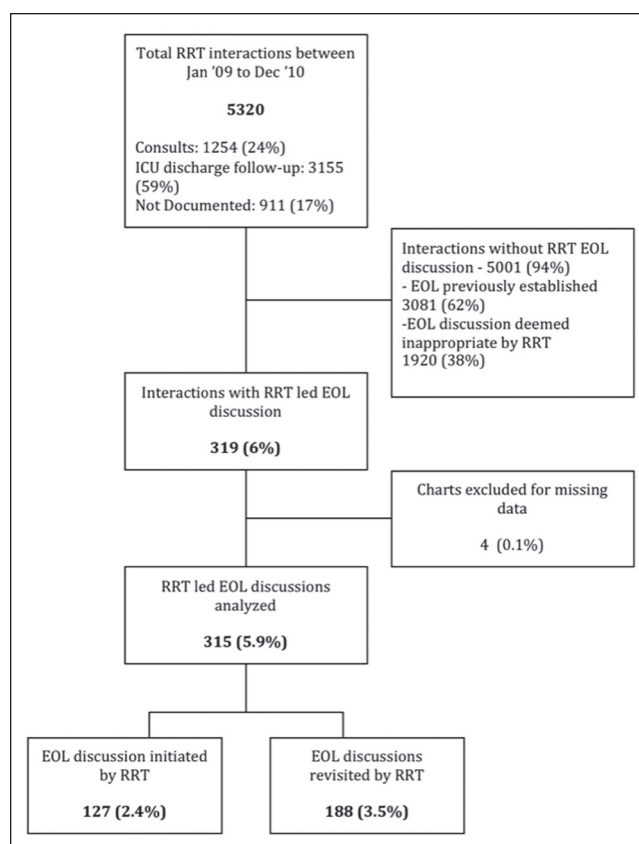 Total RRT interactions between
Jan '09 to Dec '10
5320
Consults: 1254 (24%)
ICU discharge follow-up: 3155
(59%)
Not Documented: 911 (17%)
Interactions without RRT EOL
discussion - 5001 (94%)
- EOL previously established
3081 (62%)
-EOL discussion deemed
inappropriate by RRT
1920 (38%)
Interactions with RRT led EOL
discussion
319 (6%)
Charts excluded for missing
data
4 (0.1%)
RRT led EOL discussions
analyzed
315 (5.9%)
EOL discussion initiated
by RRT
127 (2.4%)
EOL discussions
revisited by RRT
188 (3.5%)